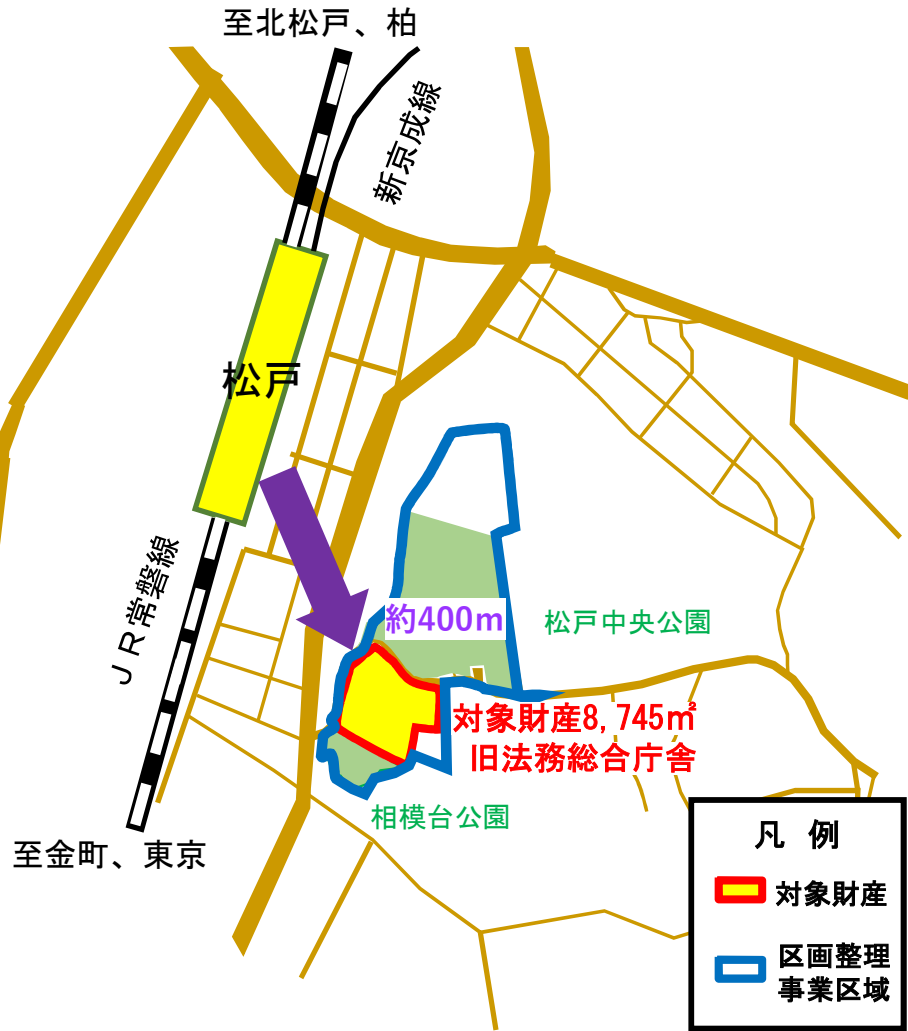 至北松戸、柏
新京成線
松戸
JR常磐線
約400m
松戸中央公園
対象財産8,745㎡
旧法務総合庁舎
相模台公園
至金町、東京
凡 例
対象財産
区画整理
事業区域